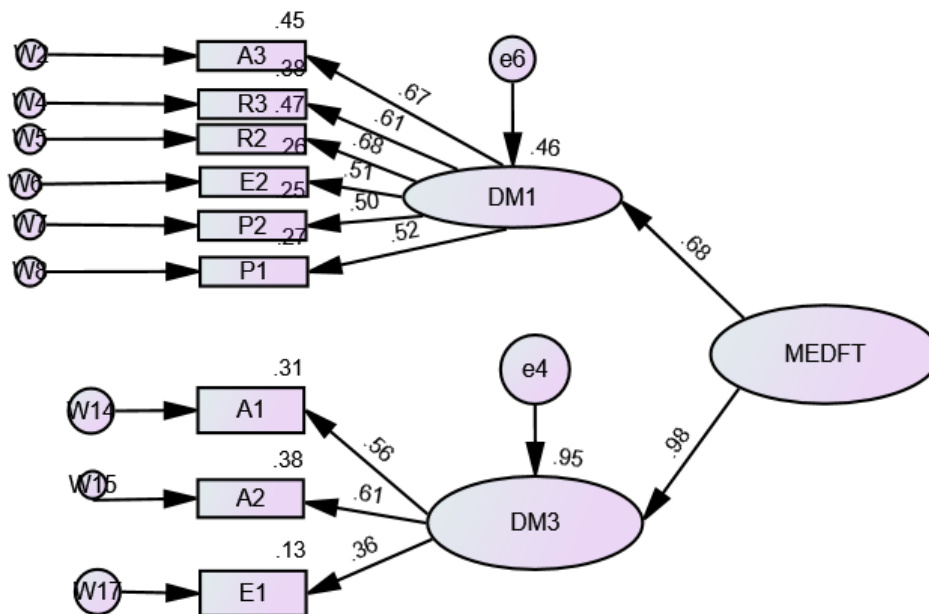 .45
W2 A3 e6
.38
.67
W4 R3 .47
.61
W5 R2 .68 .46
.26
W6 E2 .51 DM1
.25
W7 P2 .50
.27 .52
W8 P1 .68
MEDFT
.31 e4
W14 A1
.56 .98
.38 .95
W15 A2 .61
DM3
.13 .36
W17 E1